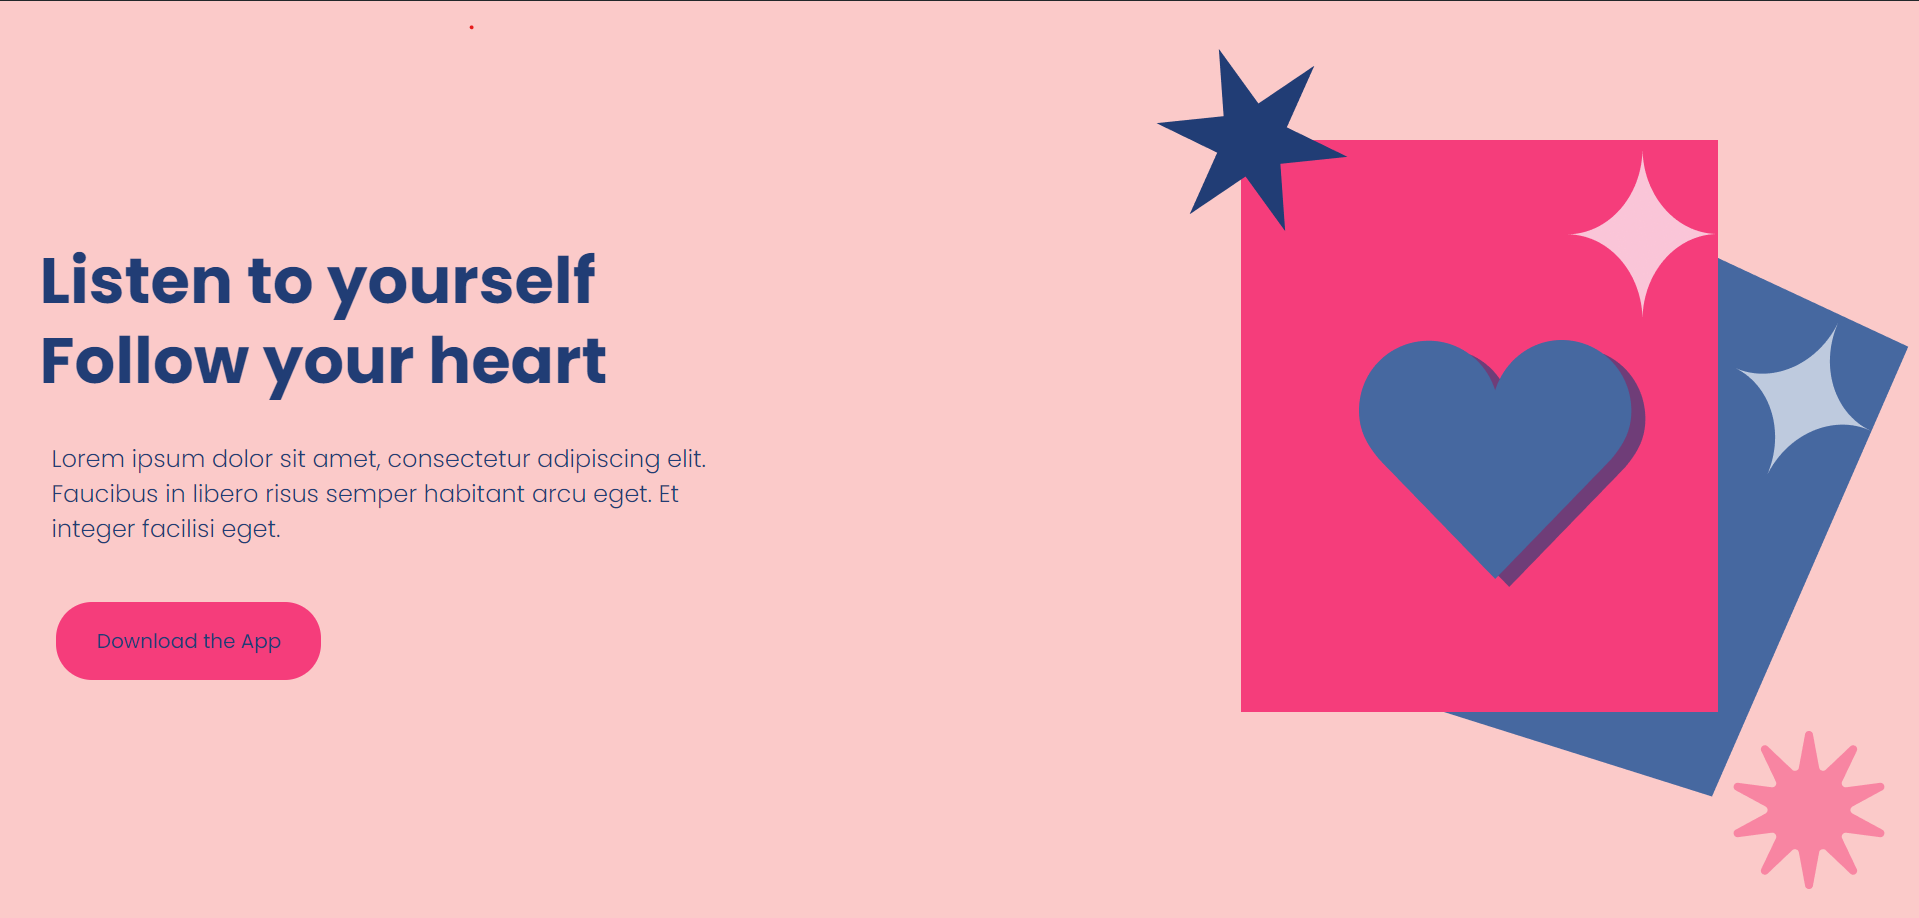 Listen to yourself
Follow your heart
Lorem ipsum dolor sit amet, consectetur adipiscing elit.
Faucibus in libero risus semper habitant arcu eget. Et
integer facilisi eget.
Download the App